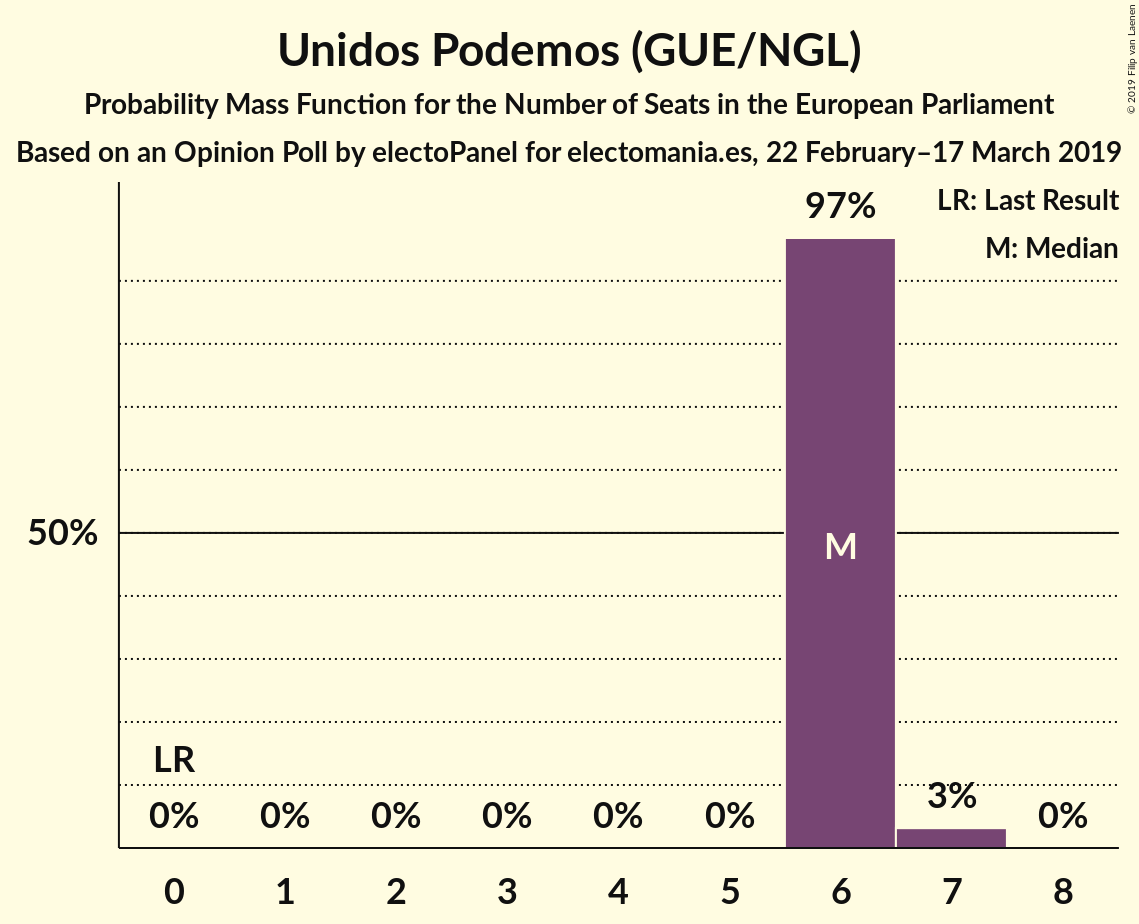 Unidos Podemos (GUE/NGL)
Probability Mass Function for the Number of Seats in the European Parliament
Based on an Opinion Poll by electoPanel for electomania.es, 22 February–17 March 2019
© 2019 Filip van Laenen
LR: Last Result
M: Median
97%
50%
M
LR
0% 0% 0% 0% 0% 0% 3% 0%
0 1 2 3 4 5 6 7 8